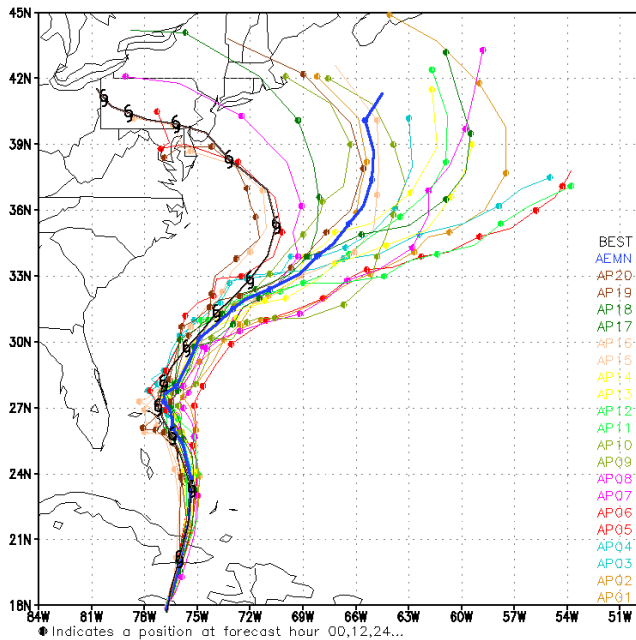 45N
42N
39N
36N
33N
30N
27N
24N
21N
18N
84W 81W 78W 75W 72W 69W 66W 63W 60W 57W 54W 51W
BEST
AEMN
AP20
AP19
AP18
AP17
AP16
AP15
AP14
AP13
AP12
AP11
AP10
AP09
AP08
AP07
AP06
AP05
AP04
AP03
AP02
AP01
Indicates a position at forecast hour 00,12,24...